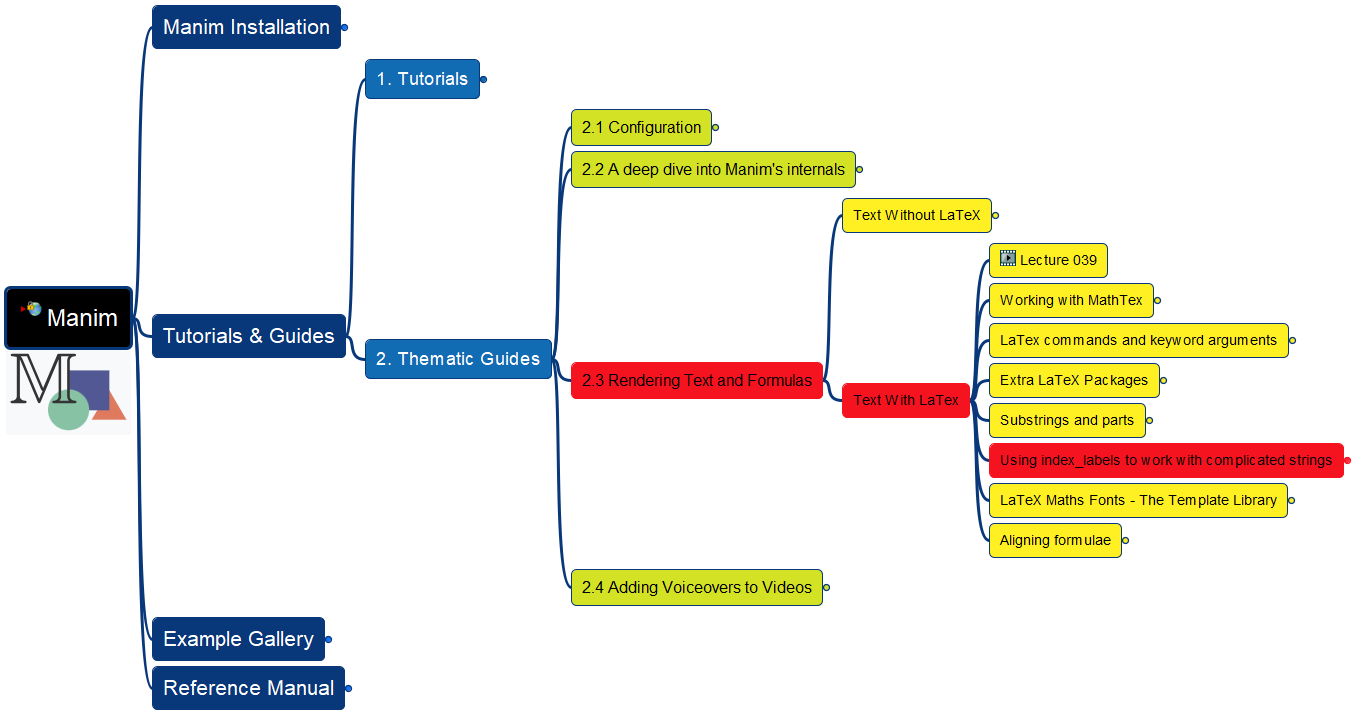 Manim Installation
1. Tutorials
2.1 Configuration
2.2 A deep dive into Manim's internals
Text Without LaTeX
Lecture 039
Working with MathTex
Manim
Tutorials & Guides
LaTex commands and keyword arguments
2. Thematic Guides
Extra LaTeX Packages
2.3 Rendering Text and Formulas
Text With LaTex
Substrings and parts
Using index_labels to work with complicated strings
LaTeX Maths Fonts - The Template Library
Aligning formulae
2.4 Adding Voiceovers to Videos
Example Gallery
Reference Manual
M